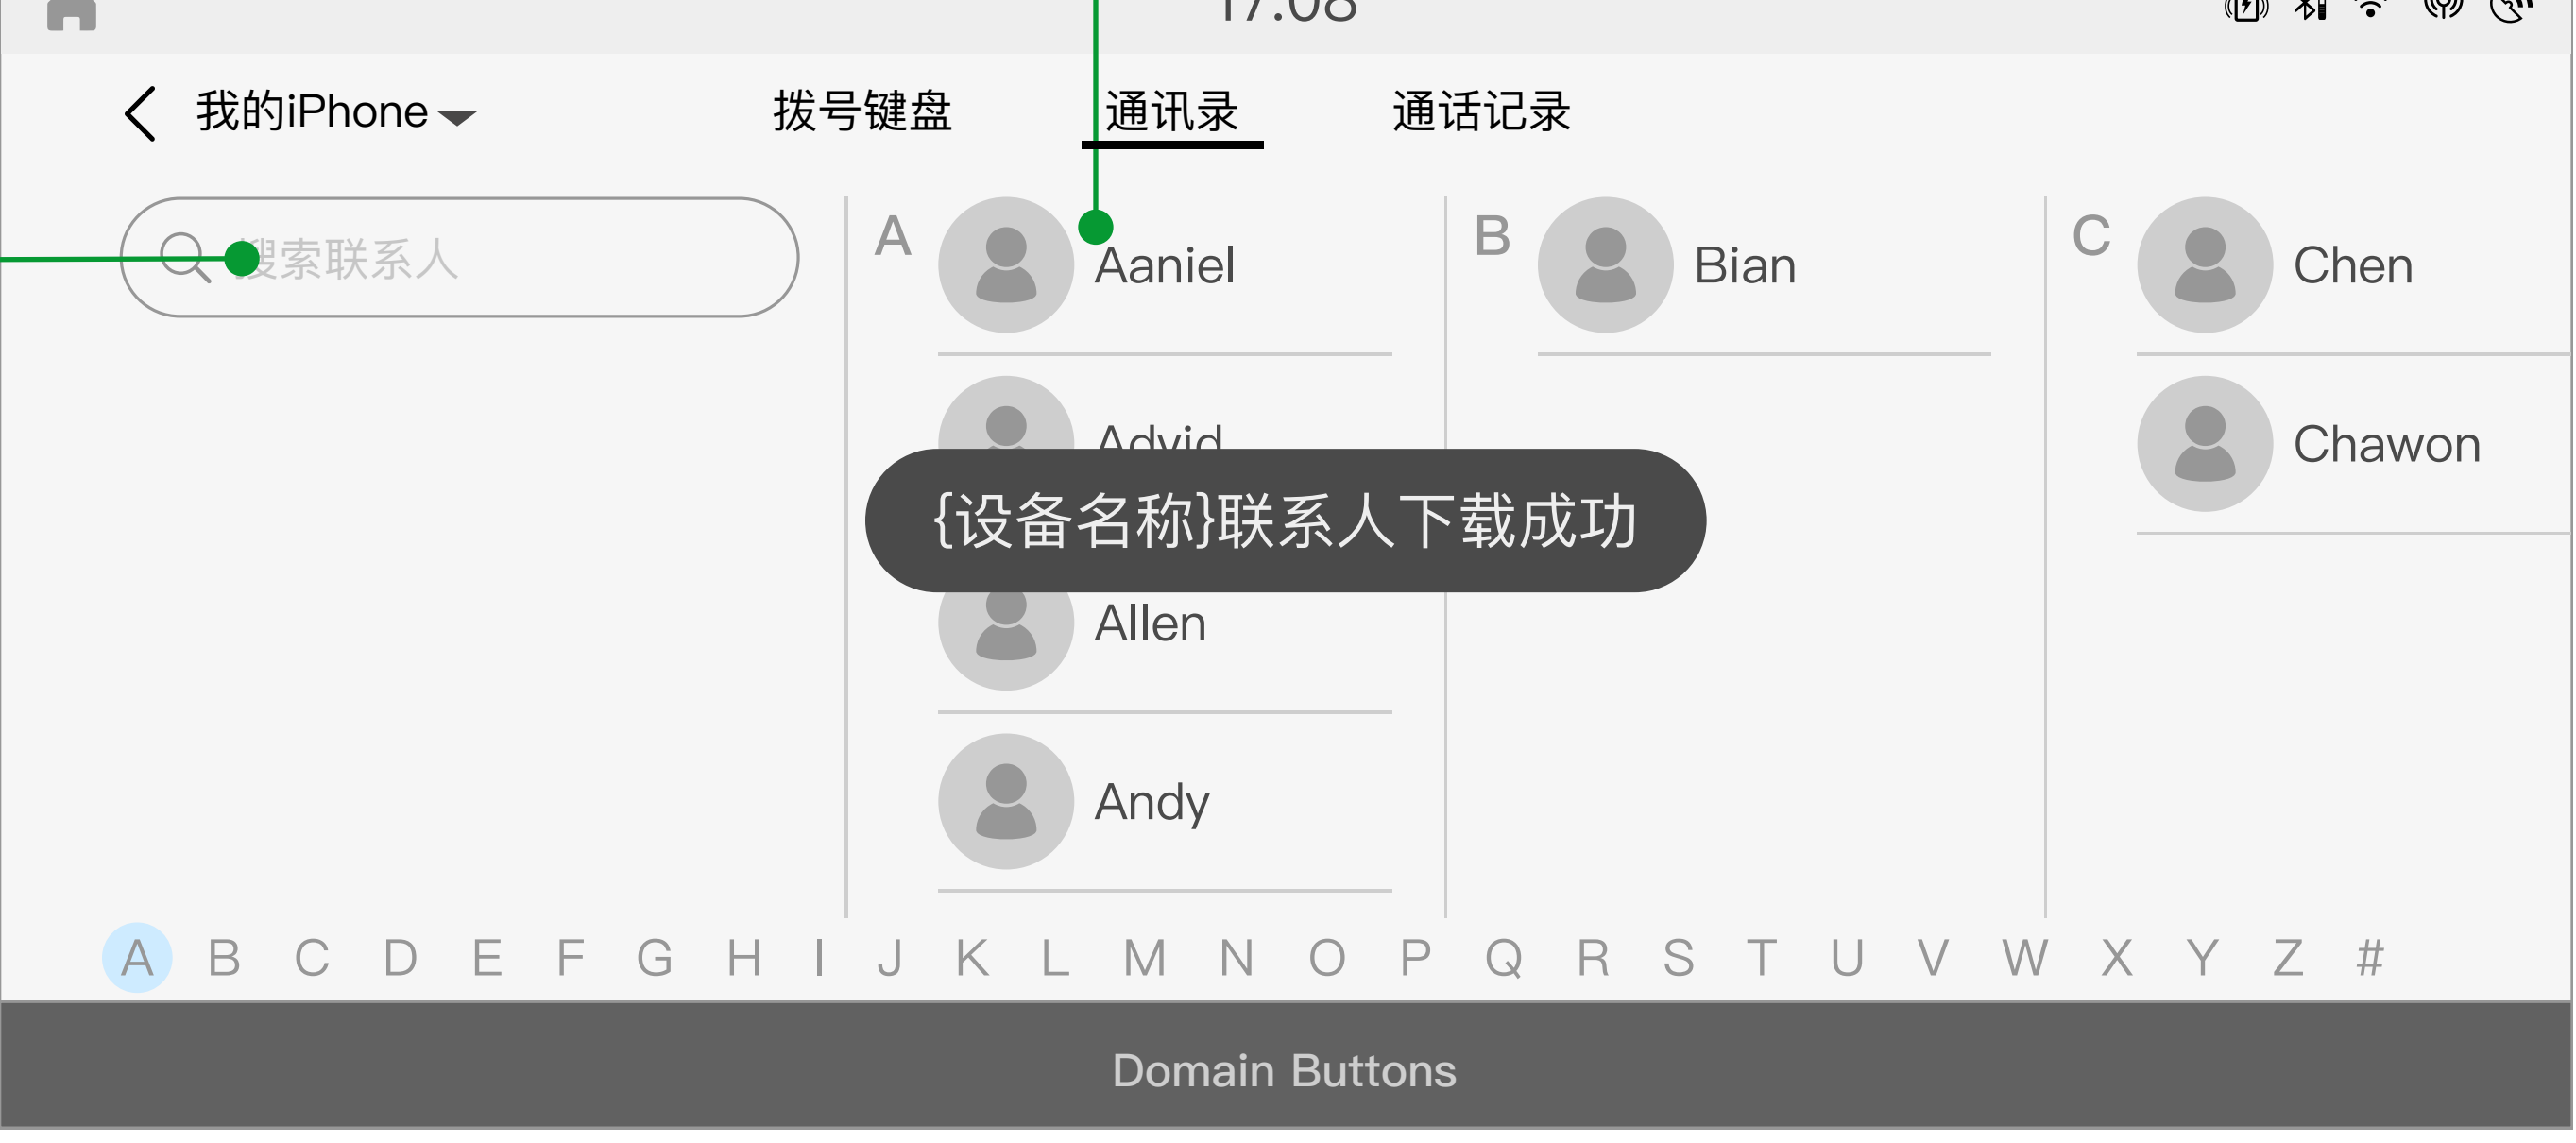 17:08
我的iPhone
拨号键盘 通讯录 通话记录
搜索联系人
A
Aaniel
Advid
Allen
Andy
B
Bian
C
Chen
Chawon
{设备名称}联系人下载成功
A B C D E F G H I J K L M N O P Q R S T U V W X Y Z #
Domain Buttons